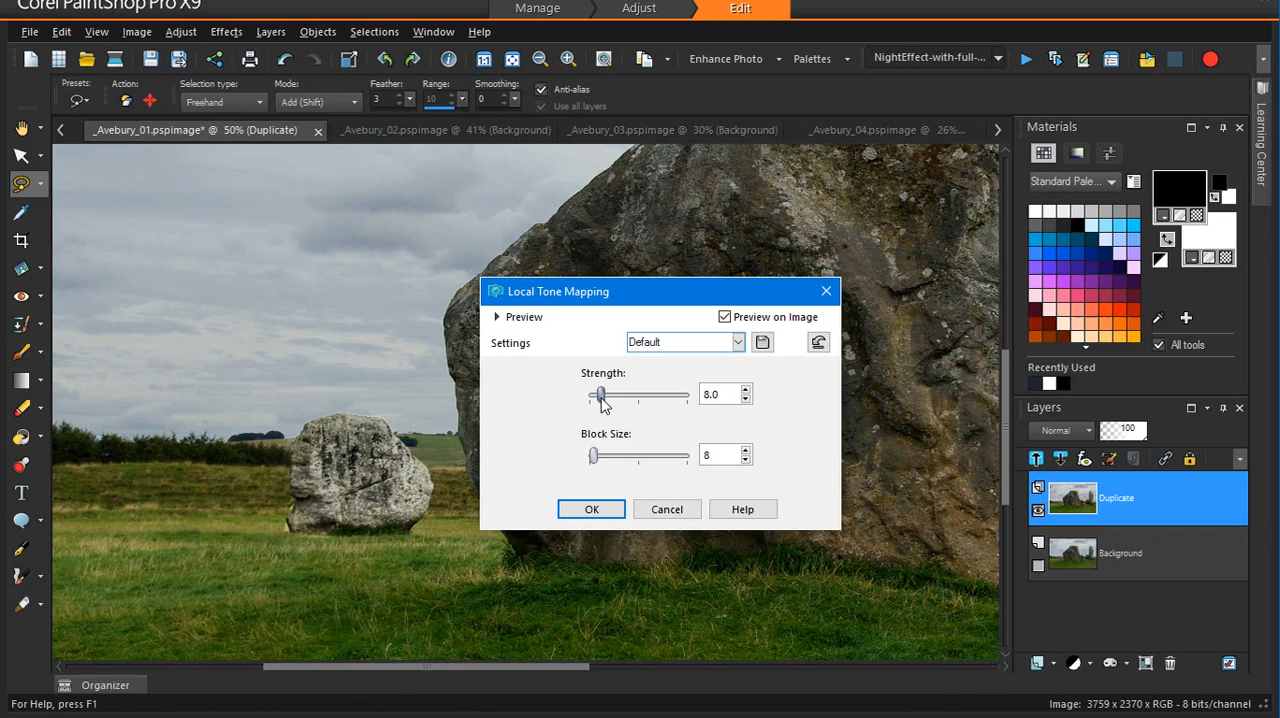 Corel PaintShop Pro X9
Manage
Adjust
Edit
File Edit View Image Adjust Effects Layers Objects Selections Window Help
Enhance Photo
Palettes
NightEffect-with-full-...
Presets:
Action:
Selection type:
Freehand
Mode:
Add (Shift)
Feather:
3
Range:
10
Smoothing:
0
Anti-alias
Use all layers
_Avebury_01.pspimage* @ 50% (Duplicate)
_Avebury_02.pspimage @ 41% (Background)
_Avebury_03.pspimage @ 30% (Background)
_Avebury_04.pspimage @ 26%...
Materials
Learning Center
Standard Pale...
All tools
Recently Used
Local Tone Mapping
Preview
Preview on Image
Settings
Default
Strength:
8.0
Block Size:
8
OK
Cancel
Help
Layers
Normal
100
Duplicate
Background
T
Organizer
For Help, press F1
Image: 3759 x 2370 x RGB - 8 bits/channel